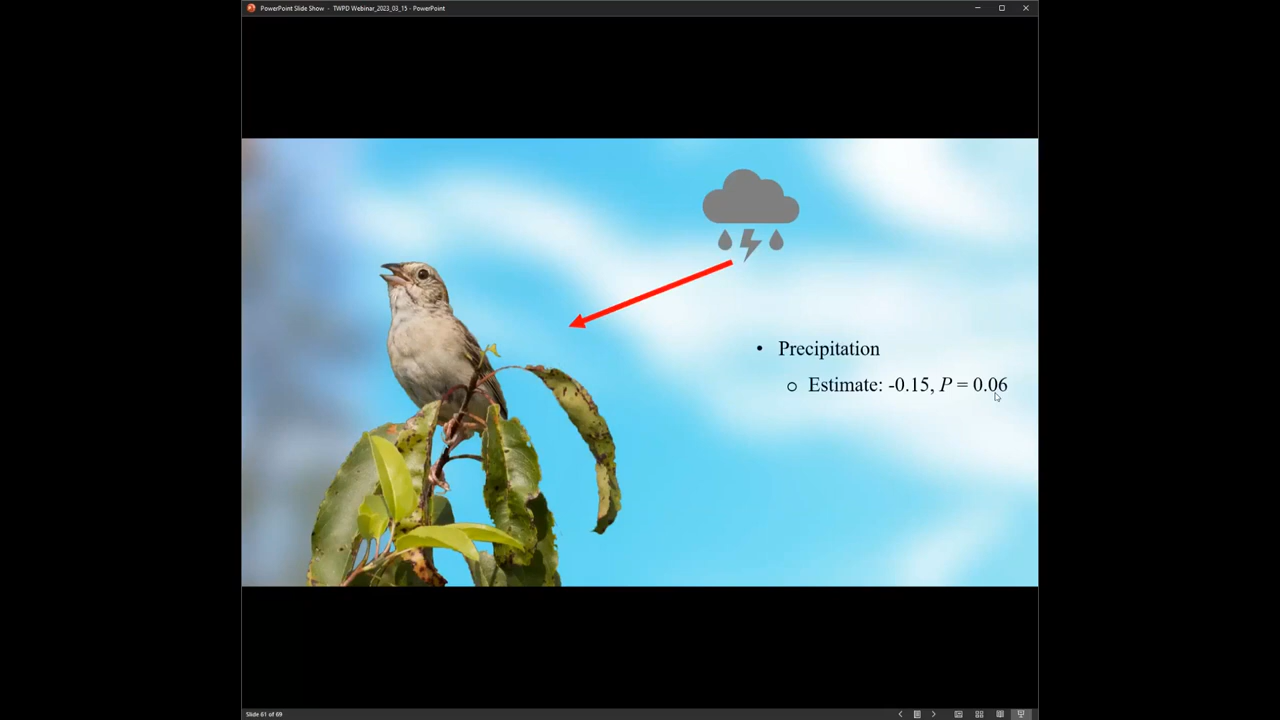 PowerPoint Slide Show - TWPD Webinar_2023_03_15 - PowerPoint
• Precipitation
o Estimate: -0.15, P = 0.06
Slide 61 of 69